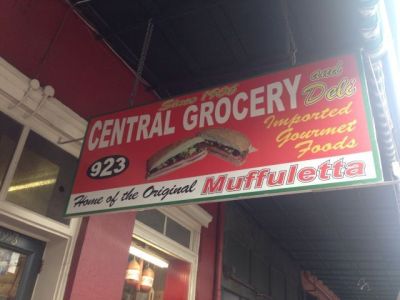 Since 1906
CENTRAL GROCERY
and
Deli
Imported
Gourmet
Foods
923
Home of the Original Muffuletta